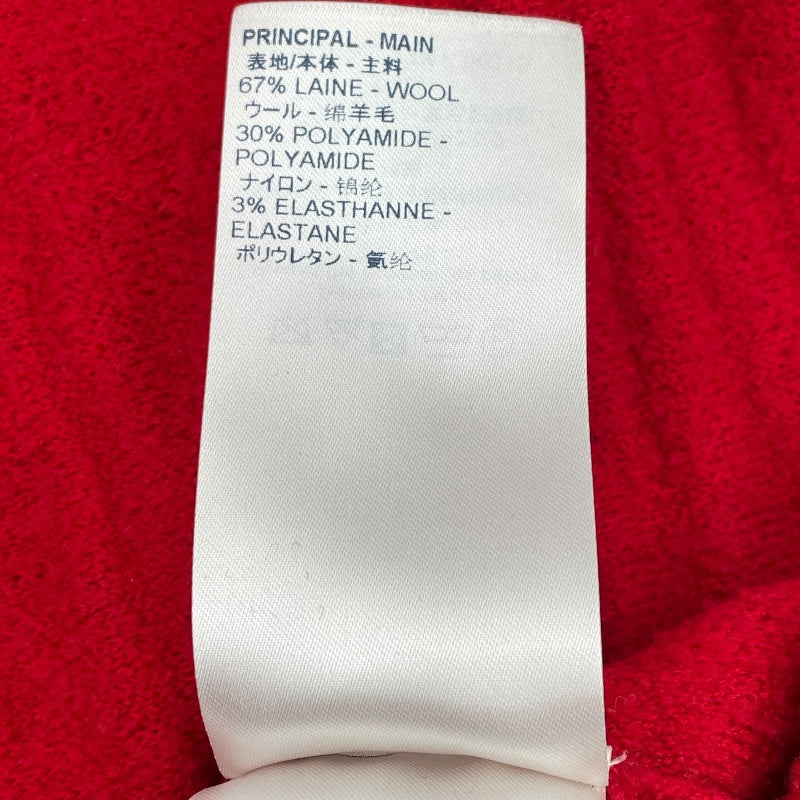 PRINCIPAL - MAIN
表地/本体 - 主料
67% LAINE - WOOL
ウール - 绵羊毛
30% POLYAMIDE -
POLYAMIDE
ナイロン - 锦纶
3% ELASTHANNE -
ELASTANE
ポリウレタン - 氨纶